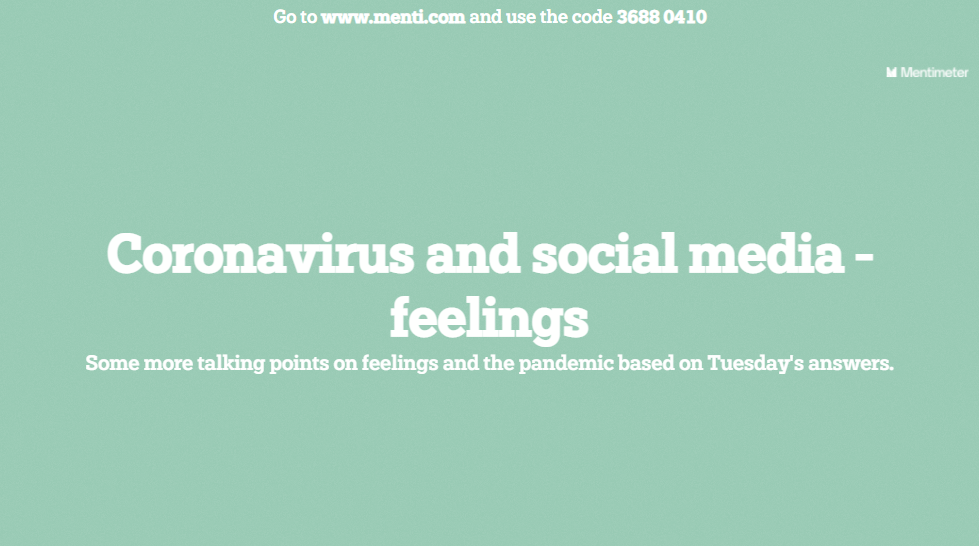 Go to www.menti.com and use the code 3688 0410
Mentimeter
Coronavirus and social media -
feelings
Some more talking points on feelings and the pandemic based on Tuesday's answers.